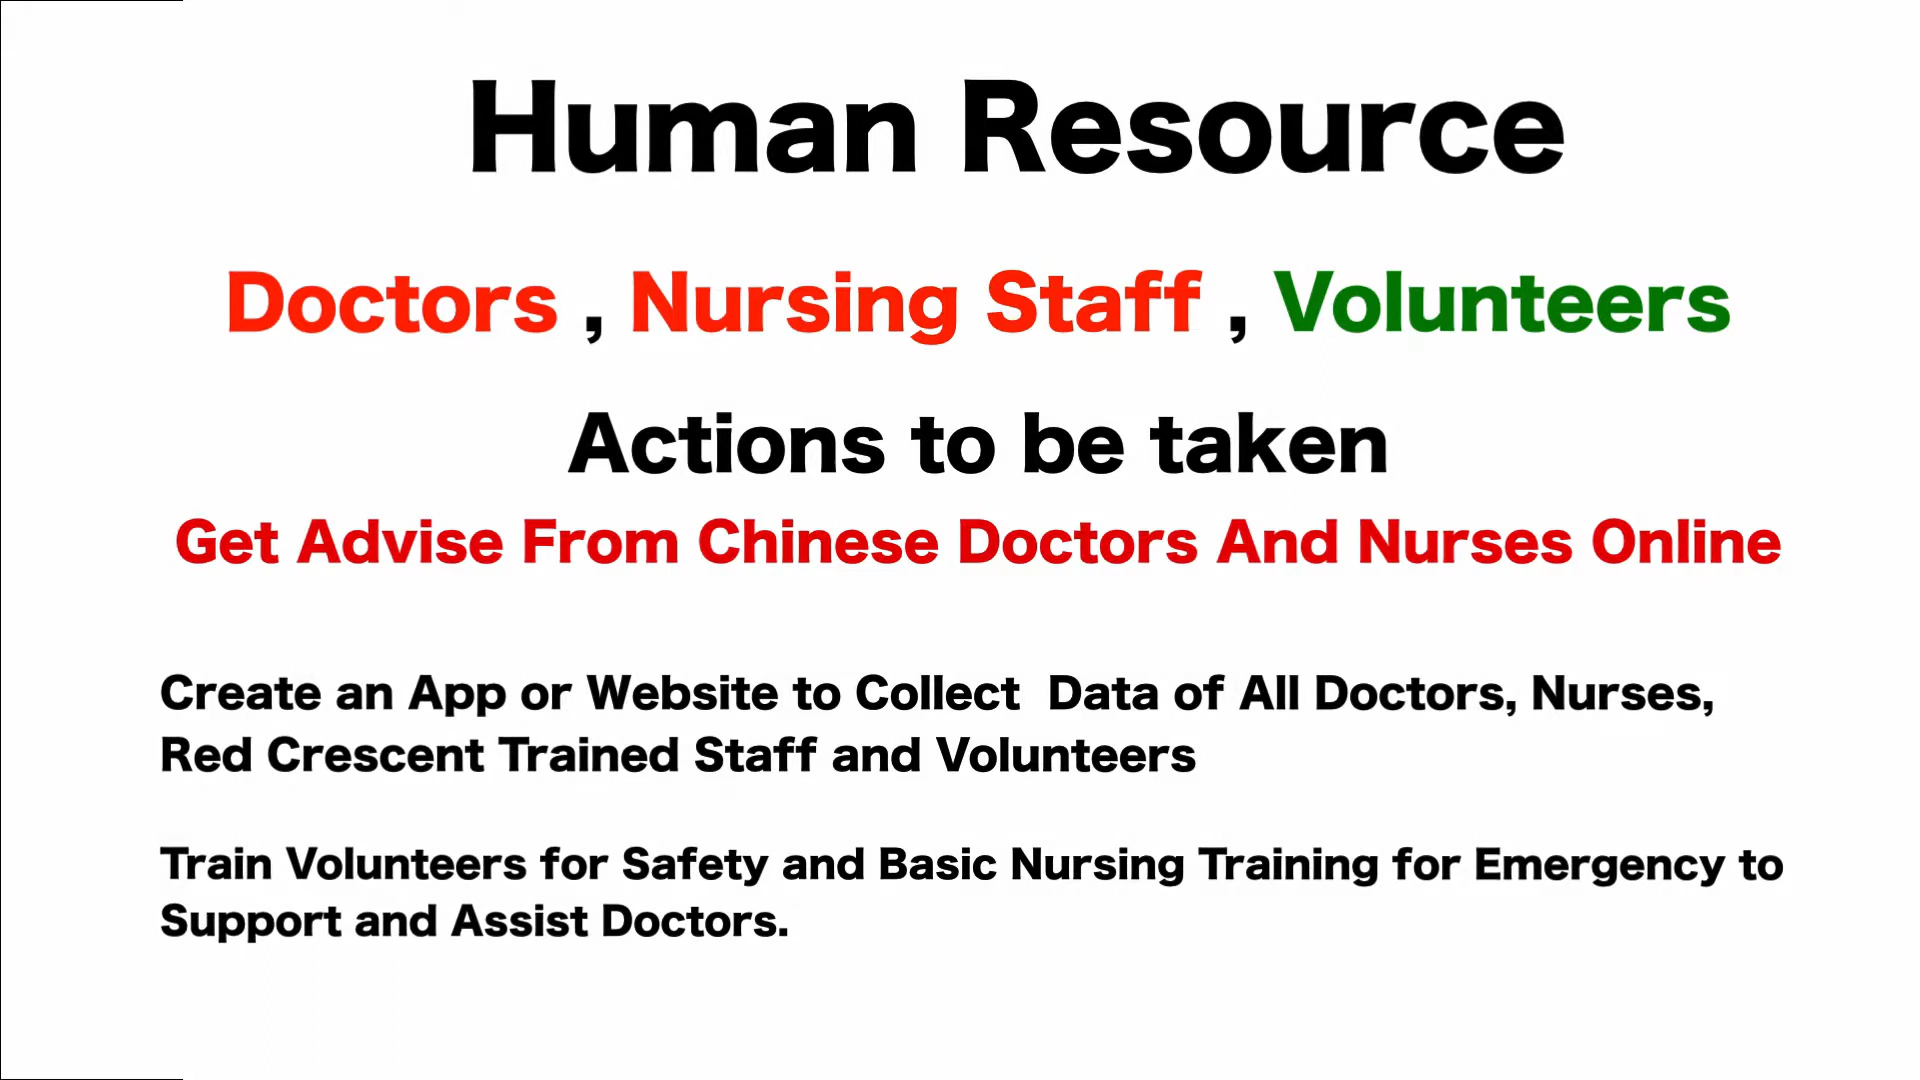 Human Resource
Doctors , Nursing Staff , Volunteers
Actions to be taken
Get Advise From Chinese Doctors And Nurses Online
Create an App or Website to Collect  Data of All Doctors, Nurses,
Red Crescent Trained Staff and Volunteers
Train Volunteers for Safety and Basic Nursing Training for Emergency to
Support and Assist Doctors.